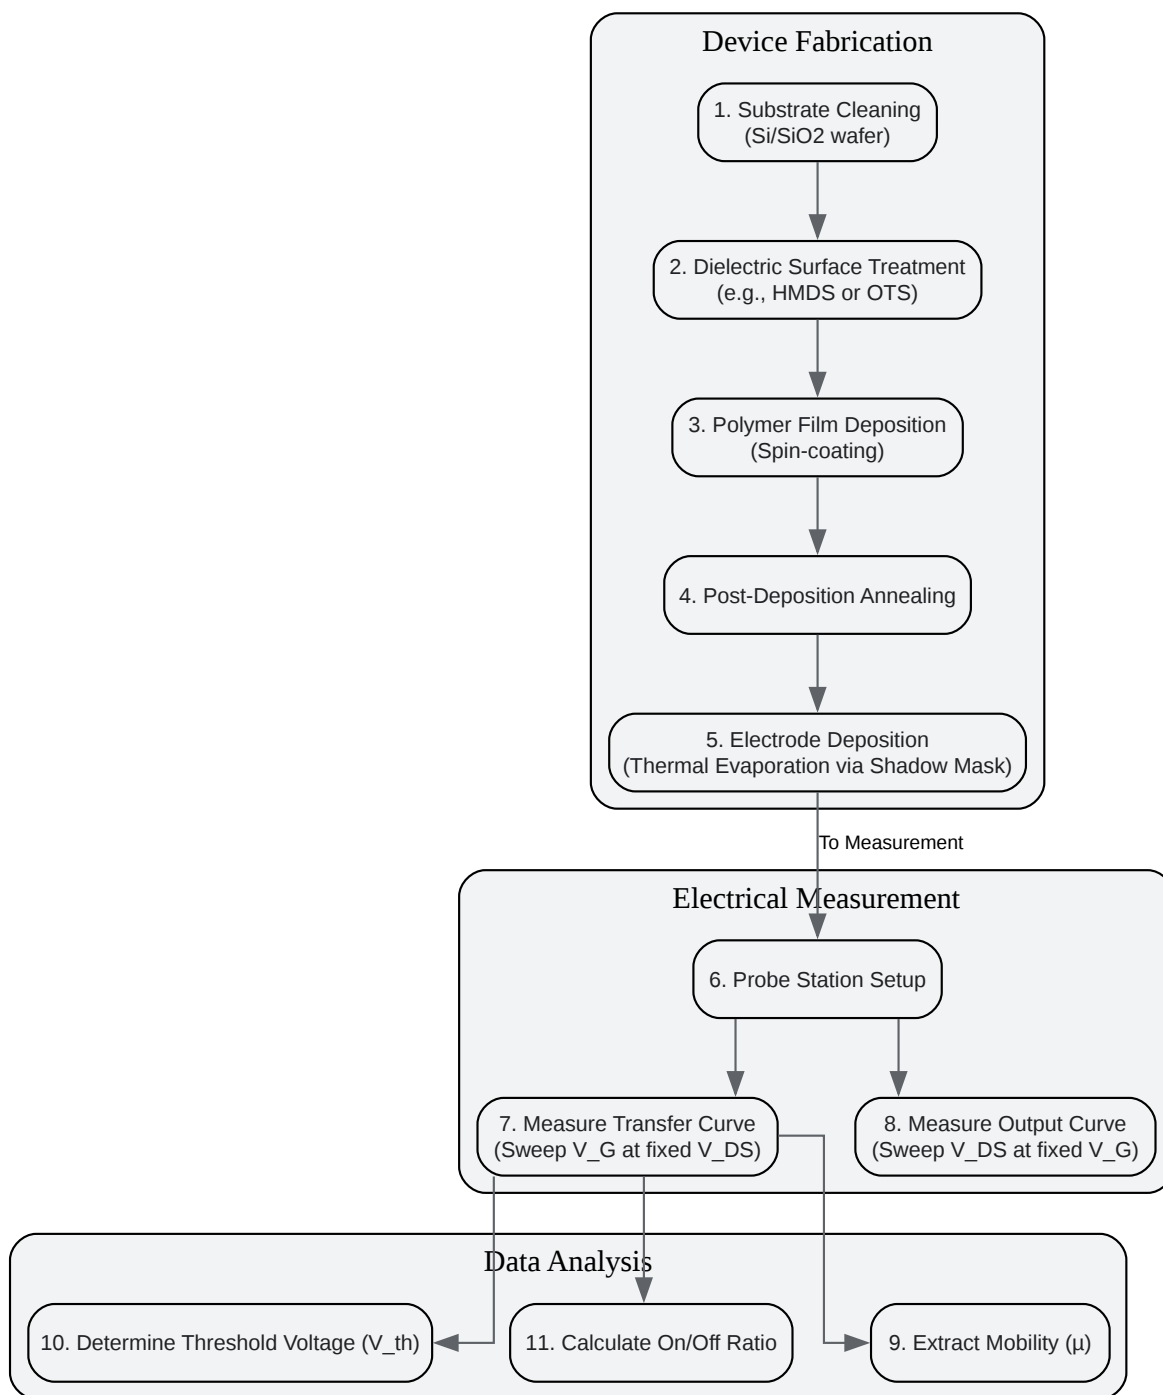 Device Fabrication
1. Substrate Cleaning
(Si/SiO2 wafer)
2. Dielectric Surface Treatment
(e.g., HMDS or OTS)
3. Polymer Film Deposition
(Spin-coating)
4. Post-Deposition Annealing
5. Electrode Deposition
(Thermal Evaporation via Shadow Mask)
To Measurement
Electrical Measurement
6. Probe Station Setup
7. Measure Transfer Curve
(Sweep V_G at fixed V_DS)
8. Measure Output Curve
(Sweep V_DS at fixed V_G)
Data Analysis
10. Determine Threshold Voltage (V_th)
11. Calculate On/Off Ratio
9. Extract Mobility (µ)